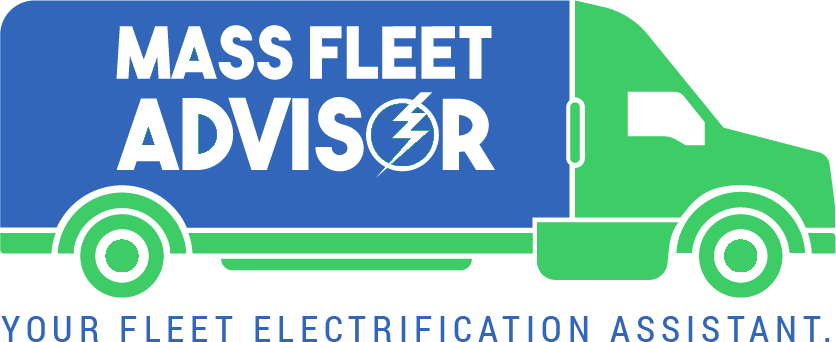 MASS FLEET
ADVISOR
YOUR FLEET ELECTRIFICATION ASSISTANT.